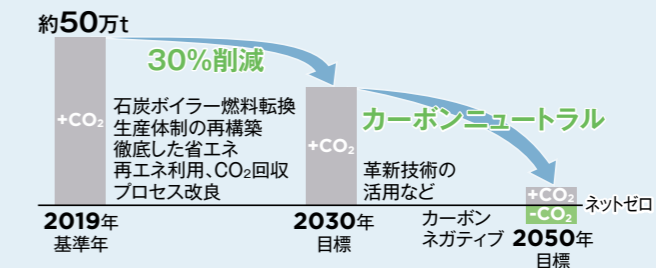 約50万t
30%削減
+CO₂
石炭ボイラー燃料転換
生産体制の再構築
徹底した省エネ
再エネ利用、CO₂回収
プロセス改良
+CO₂
カーボンニュートラル
革新技術の
活用など
+CO₂
-CO₂
ネットゼロ
カーボン
ネガティブ
2019年
基準年
2030年
目標
2050年
目標